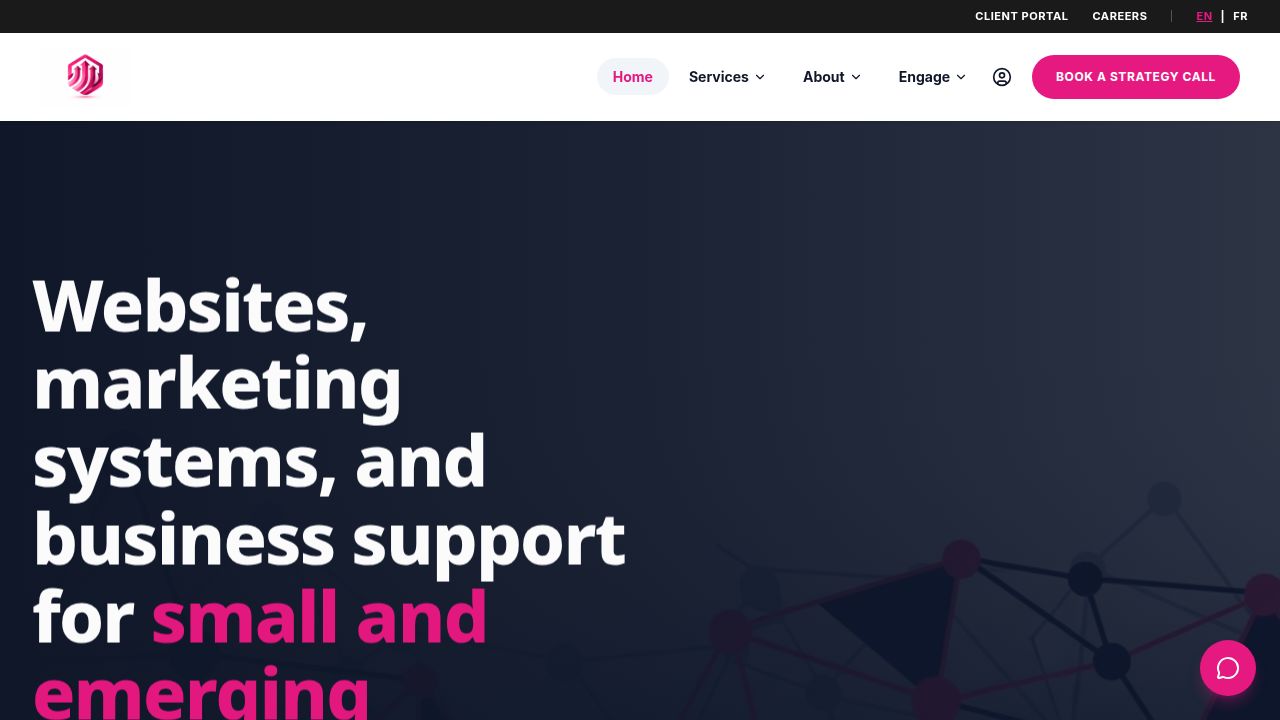 CLIENT PORTAL CAREERS EN | FR
Home Services About Engage BOOK A STRATEGY CALL
Websites,
marketing
systems, and
business support
for small and
emerging